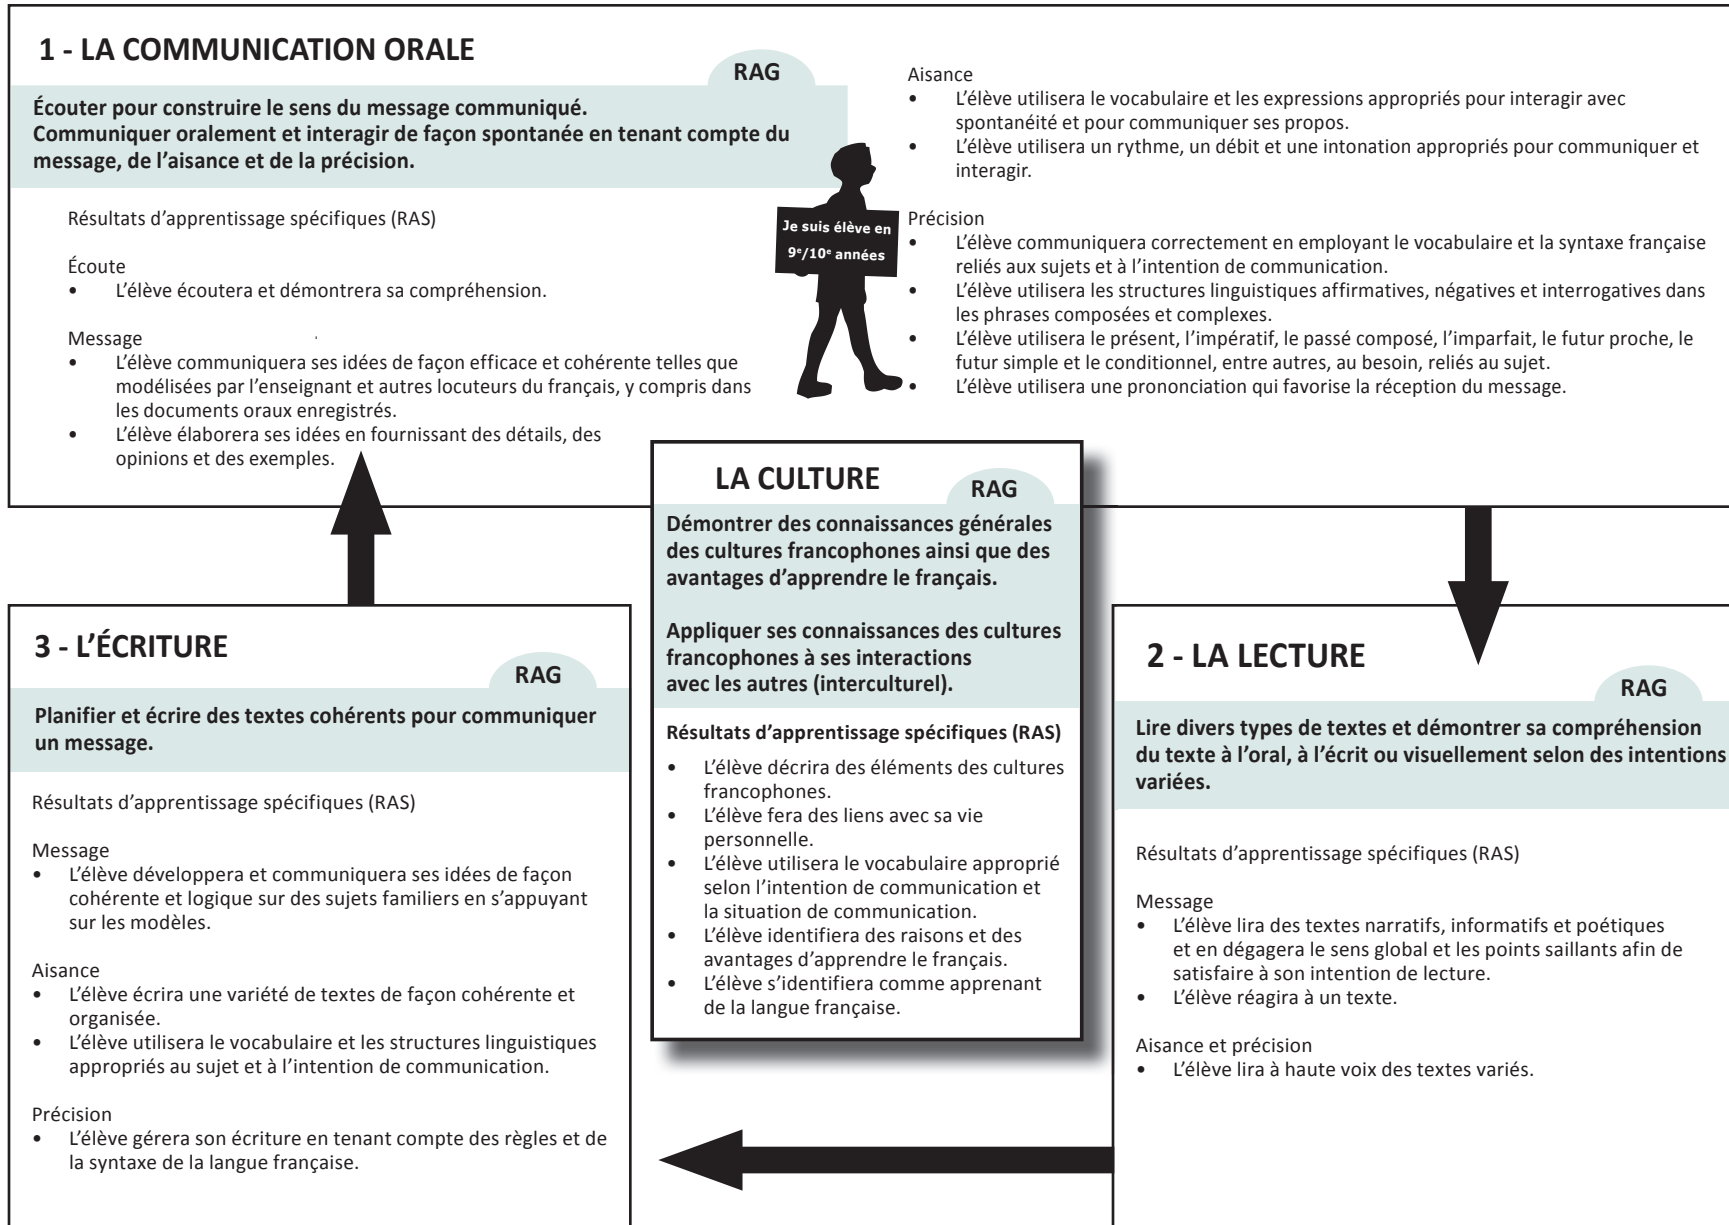 1 - LA COMMUNICATION ORALE
RAG
Écouter pour construire le sens du message communiqué.
Communiquer oralement et interagir de façon spontanée en tenant compte du
message, de l’aisance et de la précision.
Résultats d’apprentissage spécifiques (RAS)
Écoute
• L’élève écoutera et démontrera sa compréhension.
Message
• L’élève communiquera ses idées de façon efficace et cohérente telles que
modélisées par l’enseignant et autres locuteurs du français, y compris dans
les documents oraux enregistrés.
• L’élève élaborera ses idées en fournissant des détails, des
opinions et des exemples.
Je suis élève en
9e/10e années
Aisance
• L’élève utilisera le vocabulaire et les expressions appropriés pour interagir avec
spontanéité et pour communiquer ses propos.
• L’élève utilisera un rythme, un débit et une intonation appropriés pour communiquer et
interagir.
Précision
• L’élève communiquera correctement en employant le vocabulaire et la syntaxe française
reliés aux sujets et à l’intention de communication.
• L’élève utilisera les structures linguistiques affirmatives, négatives et interrogatives dans
les phrases composées et complexes.
• L’élève utilisera le présent, l’impératif, le passé composé, l’imparfait, le futur proche, le
futur simple et le conditionnel, entre autres, au besoin, reliés au sujet.
• L’élève utilisera une prononciation qui favorise la réception du message.
LA CULTURE
RAG
Démontrer des connaissances générales
des cultures francophones ainsi que des
avantages d’apprendre le français.
Appliquer ses connaissances des cultures
francophones à ses interactions
avec les autres (interculturel).
Résultats d’apprentissage spécifiques (RAS)
• L’élève décrira des éléments des cultures
francophones.
• L’élève fera des liens avec sa vie
personnelle.
• L’élève utilisera le vocabulaire approprié
selon l’intention de communication et
la situation de communication.
• L’élève identifiera des raisons et des
avantages d’apprendre le français.
• L’élève s’identifiera comme apprenant
de la langue française.
2 - LA LECTURE
RAG
Lire divers types de textes et démontrer sa compréhension
du texte à l’oral, à l’écrit ou visuellement selon des intentions
variées.
Résultats d’apprentissage spécifiques (RAS)
Message
• L’élève lira des textes narratifs, informatifs et poétiques
et en dégagera le sens global et les points saillants afin de
satisfaire à son intention de lecture.
• L’élève réagira à un texte.
Aisance et précision
• L’élève lira à haute voix des textes variés.
3 - L’ÉCRITURE
RAG
Planifier et écrire des textes cohérents pour communiquer
un message.
Résultats d’apprentissage spécifiques (RAS)
Message
• L’élève développera et communiquera ses idées de façon
cohérente et logique sur des sujets familiers en s’appuyant
sur les modèles.
Aisance
• L’élève écrira une variété de textes de façon cohérente et
organisée.
• L’élève utilisera le vocabulaire et les structures linguistiques
appropriés au sujet et à l’intention de communication.
Précision
• L’élève gérera son écriture en tenant compte des règles et de
la syntaxe de la langue française.